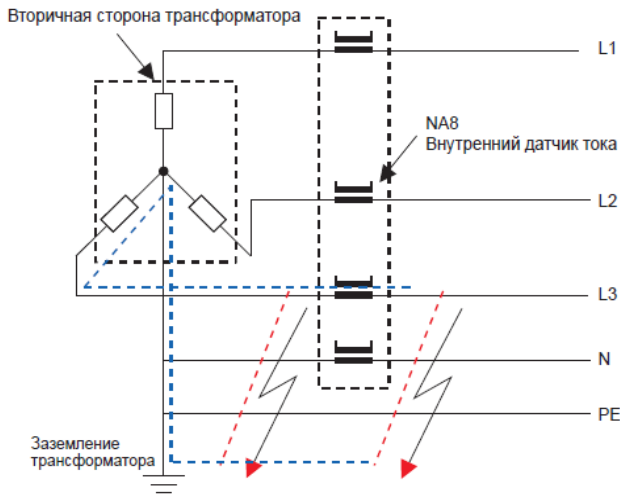 Вторичная сторона трансформатора
L1
NA8
Внутренний датчик тока
L2
L3
N
PE
Заземление
трансформатора